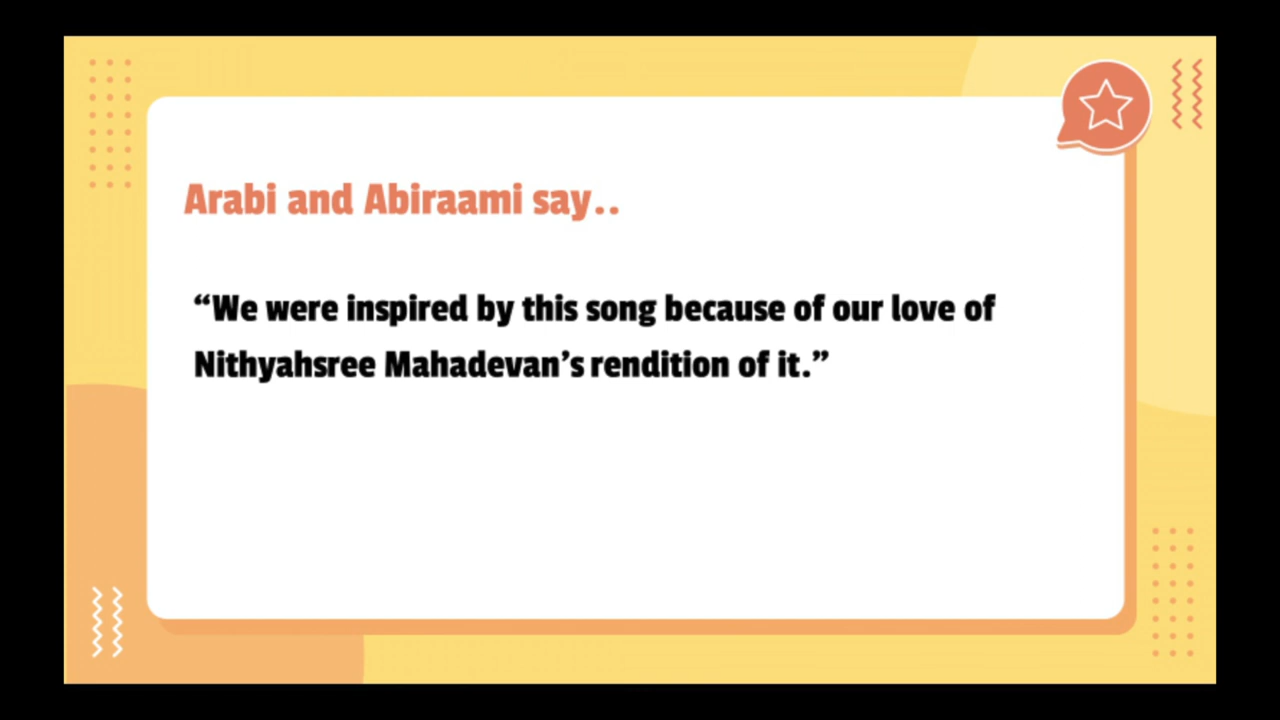 Arabi and Abiraami say..
“We were inspired by this song because of our love of
Nithyahsree Mahadevan’s rendition of it.”